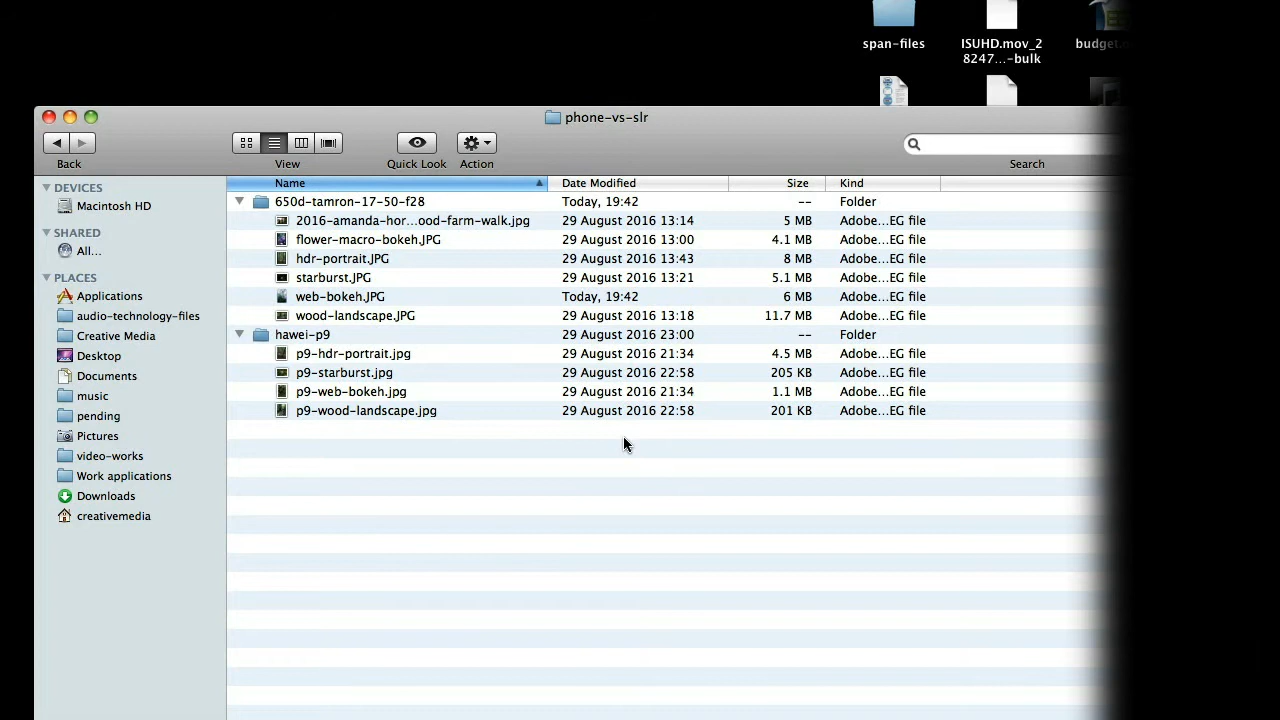 span-files
ISUHD.mov_2
8247...-bulk
phone-vs-slr
Back
View
Quick Look
Action
Search
DEVICES
Macintosh HD
SHARED
All...
PLACES
Applications
audio-technology-files
Creative Media
Desktop
Documents
music
pending
Pictures
video-works
Work applications
Downloads
creativemedia
Name Date Modified Size Kind
650d-tamron-17-50-f28 Today, 19:42 -- Folder
2016-amanda-hor...ood-farm-walk.jpg 29 August 2016 13:14 5 MB Adobe...EG file
flower-macro-bokeh.JPG 29 August 2016 13:00 4.1 MB Adobe...EG file
hdr-portrait.JPG 29 August 2016 13:43 8 MB Adobe...EG file
starburst.JPG 29 August 2016 13:21 5.1 MB Adobe...EG file
web-bokeh.JPG Today, 19:42 6 MB Adobe...EG file
wood-landscape.JPG 29 August 2016 13:18 11.7 MB Adobe...EG file
hawei-p9 29 August 2016 23:00 -- Folder
p9-hdr-portrait.jpg 29 August 2016 21:34 4.5 MB Adobe...EG file
p9-starburst.jpg 29 August 2016 22:58 205 KB Adobe...EG file
p9-web-bokeh.jpg 29 August 2016 21:34 1.1 MB Adobe...EG file
p9-wood-landscape.jpg 29 August 2016 22:58 201 KB Adobe...EG file